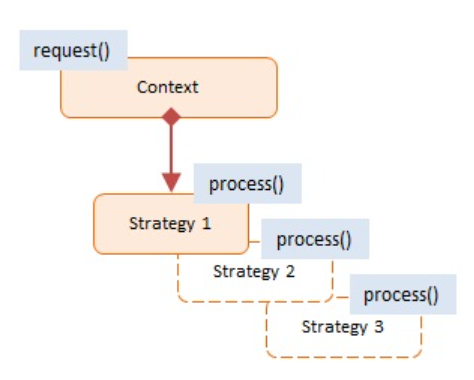 request()
Context
process()
Strategy 1
process()
Strategy 2
process()
Strategy 3